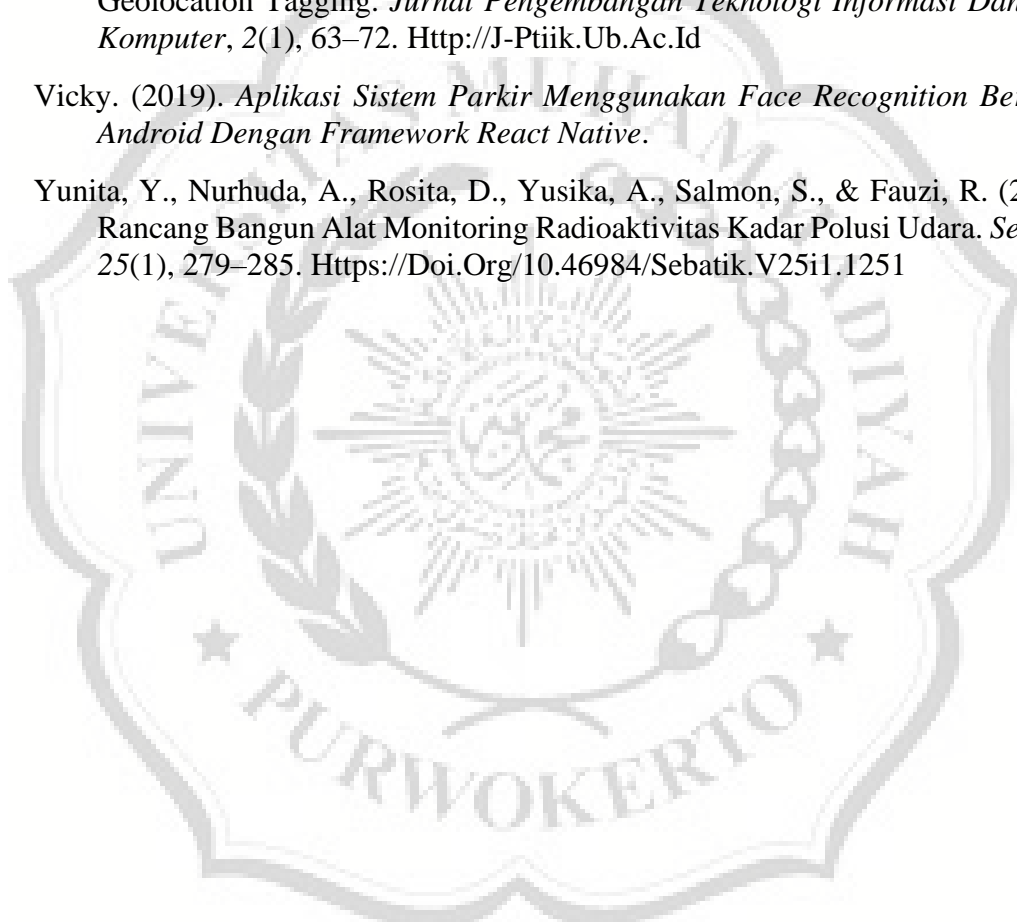 Geolocation Tagging. Jurnal Pengembangan Teknologi Informasi Dan
Komputer, 2(1), 63–72. Http://J-Ptiik.Ub.Ac.Id
Vicky. (2019). Aplikasi Sistem Parkir Menggunakan Face Recognition Ber
Android Dengan Framework React Native.
Yunita, Y., Nurhuda, A., Rosita, D., Yusika, A., Salmon, S., & Fauzi, R. (2
Rancang Bangun Alat Monitoring Radioaktivitas Kadar Polusi Udara. Se
25(1), 279–285. Https://Doi.Org/10.46984/Sebatik.V25i1.1251
UNIVERSITAS MUHAMMADIYAH
PURWOKERTO